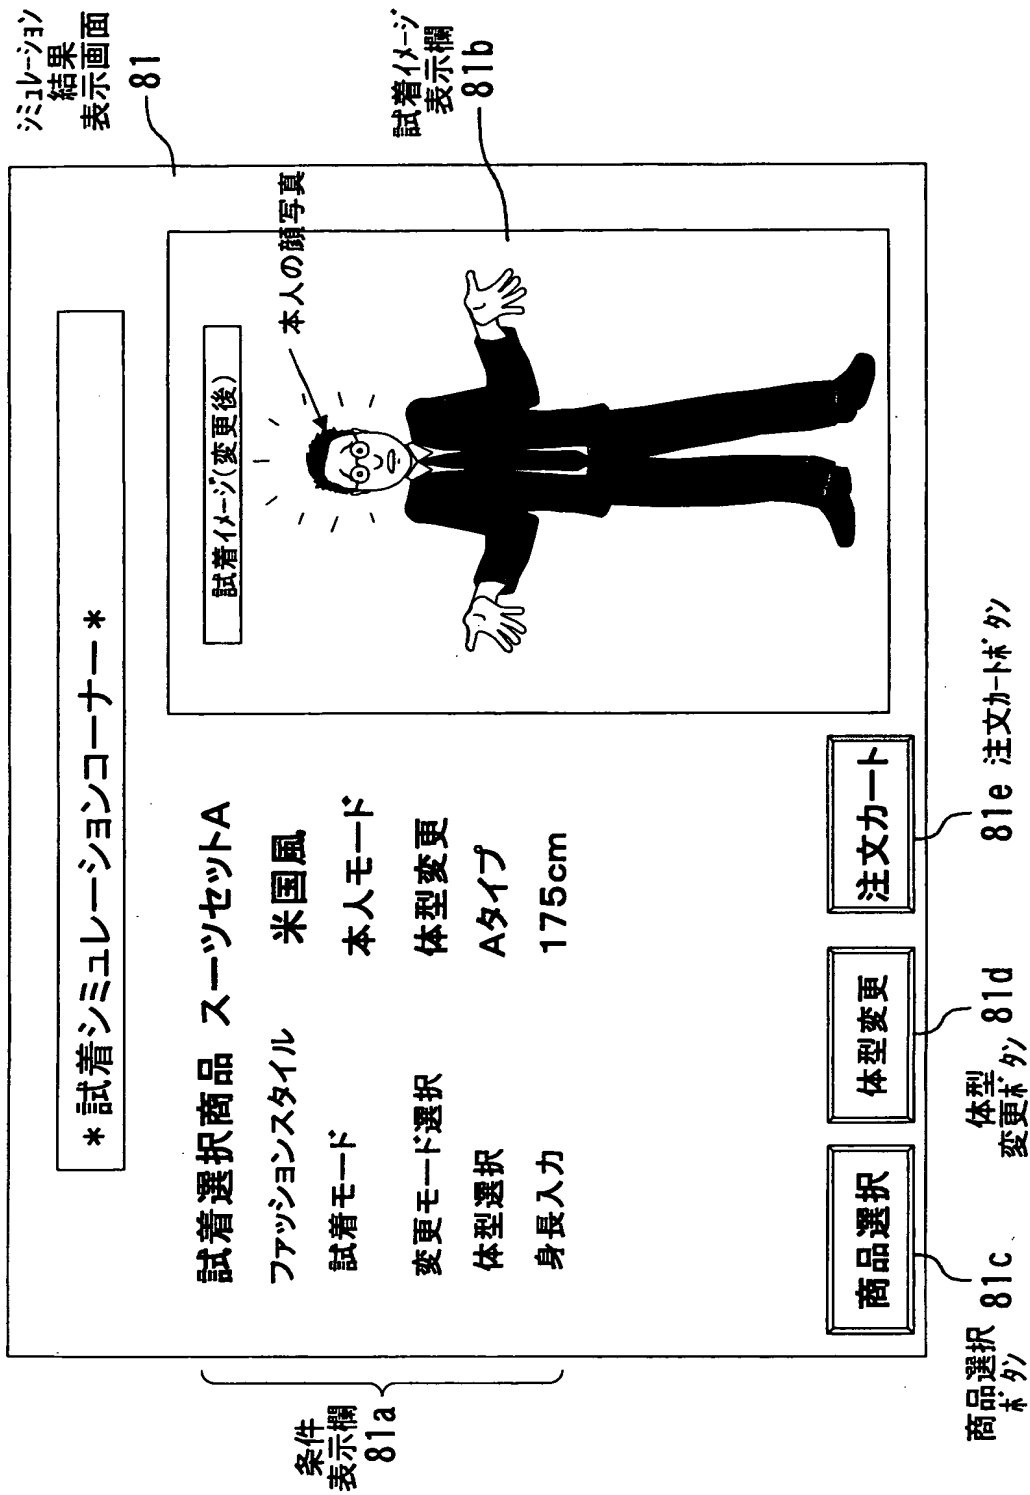 シミュレーション
結果
表示画面
81
＊試着シミュレーションコーナー＊
条件
表示欄
81a
試着選択商品 スーツセットA
ファッションスタイル 米国風
試着モード 本人モード
変更モード選択 体型変更
体型選択 Aタイプ
身長入力 175cm
試着イメージ(変更後)
本人の顔写真
試着イメージ
表示欄
81b
商品選択
体型変更
注文カート
商品選択
ボタン
81c
体型
変更ボタン
81d
81e 注文カートボタン